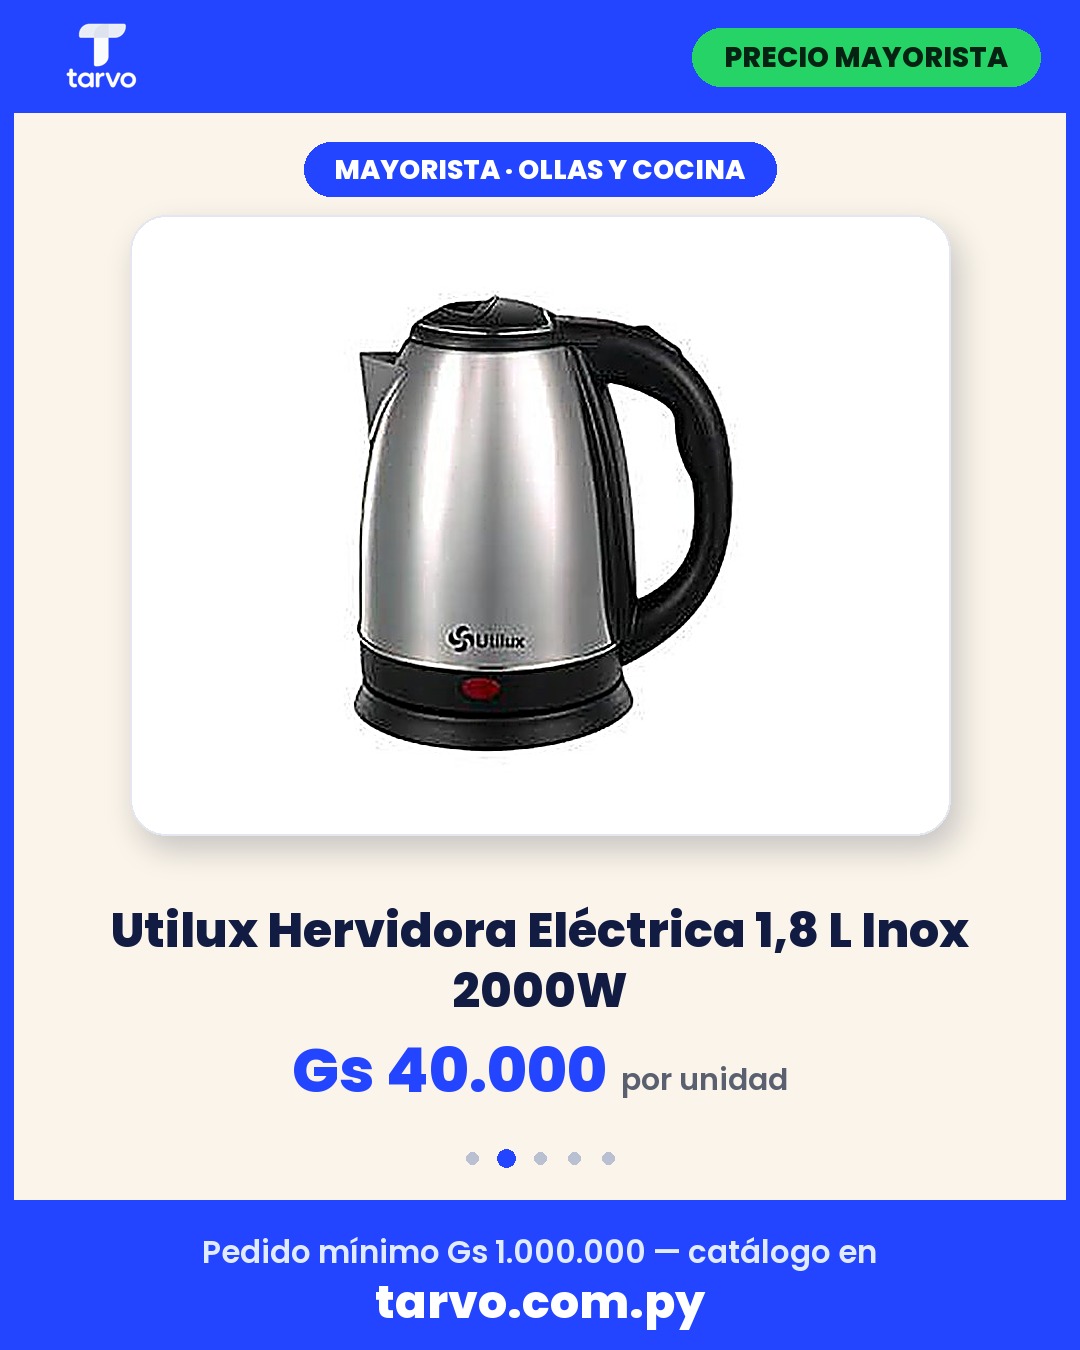 tarvo
PRECIO MAYORISTA
MAYORISTA · OLLAS Y COCINA
Utilux
Utilux Hervidora Eléctrica 1,8 L Inox
2000W
Gs 40.000 por unidad
Pedido mínimo Gs 1.000.000 — catálogo en
tarvo.com.py